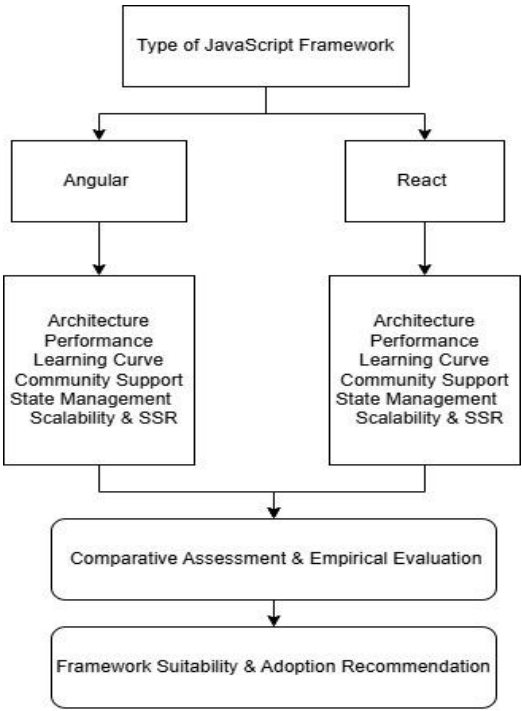 Type of JavaScript Framework
Angular
React
Architecture
Performance
Learning Curve
Community Support
State Management
Scalability & SSR
Architecture
Performance
Learning Curve
Community Support
State Management
Scalability & SSR
Comparative Assessment & Empirical Evaluation
Framework Suitability & Adoption Recommendation